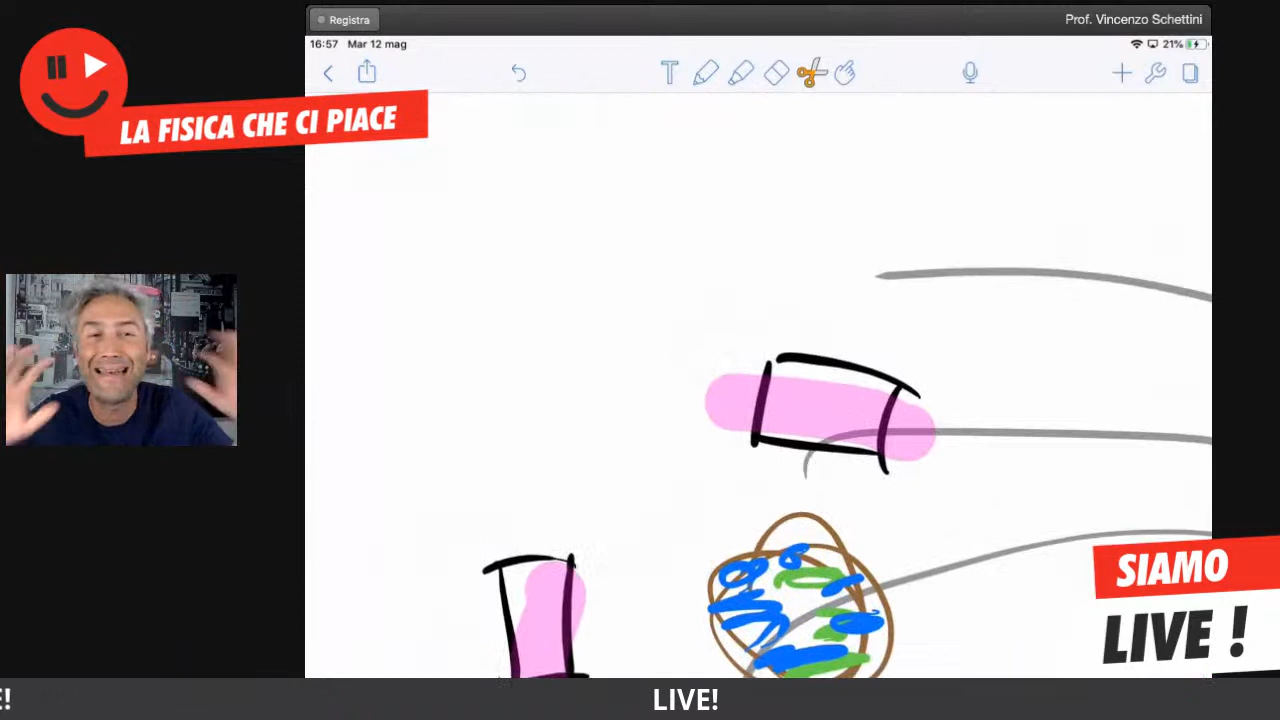 Registra
Prof. Vincenzo Schettini
16:57 Mar 12 mag
21%
T
LA FISICA CHE CI PIACE
SIAMO
LIVE !
E!
LIVE!